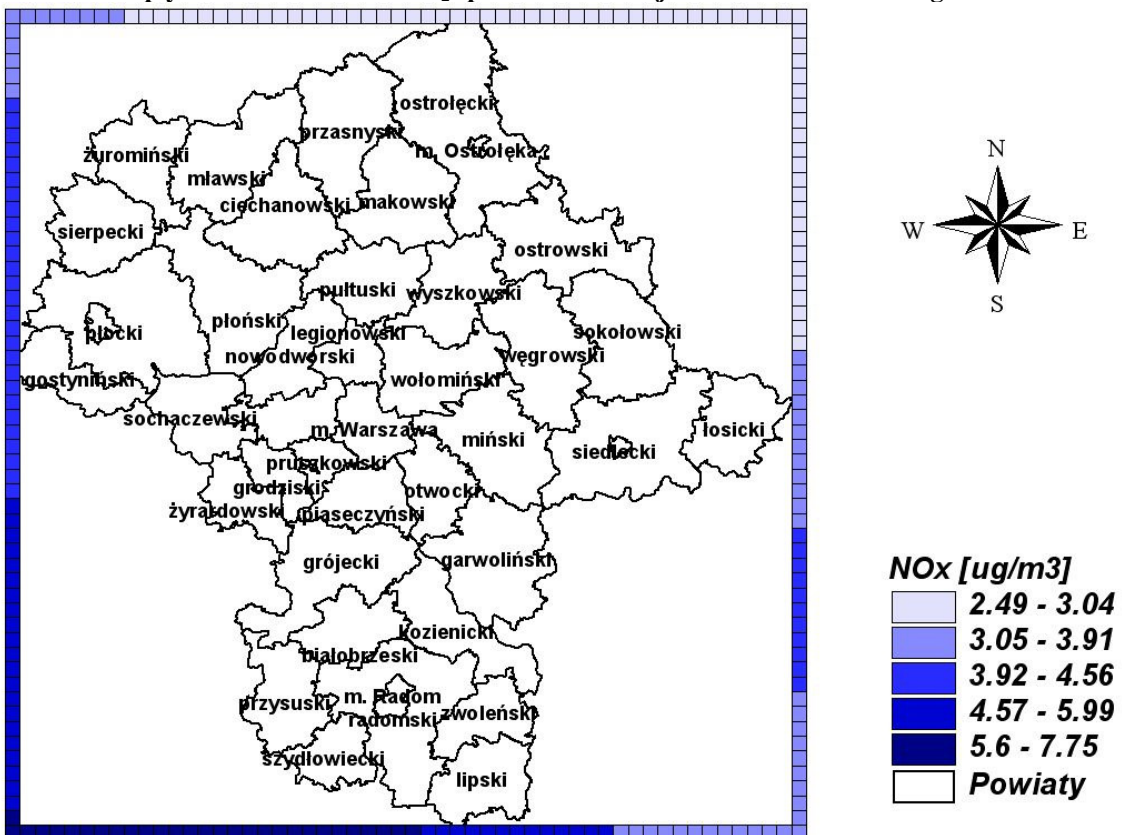 ostrołęcki
przasnyski
m. Ostrołęka
żuromiński
mławski
ciechanowski
makowski
sierpecki
ostrowski
pułtuski
wyszkowski
płoński
legionowski
sokołowski
płocki
nowodworski
węgrowski
gostyniński
wołomiński
sochaczewski
m. Warszawa
miński
łosicki
siedlecki
pruszkowski
grodziski
otwocki
żyrardowski
piaseczyński
grójecki
garwoliński
kozienicki
białobrzeski
m. Radom
przysuski
radomski
zwoleński
szydłowiecki
lipski
N
W
E
S
NOx [ug/m3]
2.49 - 3.04
3.05 - 3.91
3.92 - 4.56
4.57 - 5.99
5.6 - 7.75
Powiaty